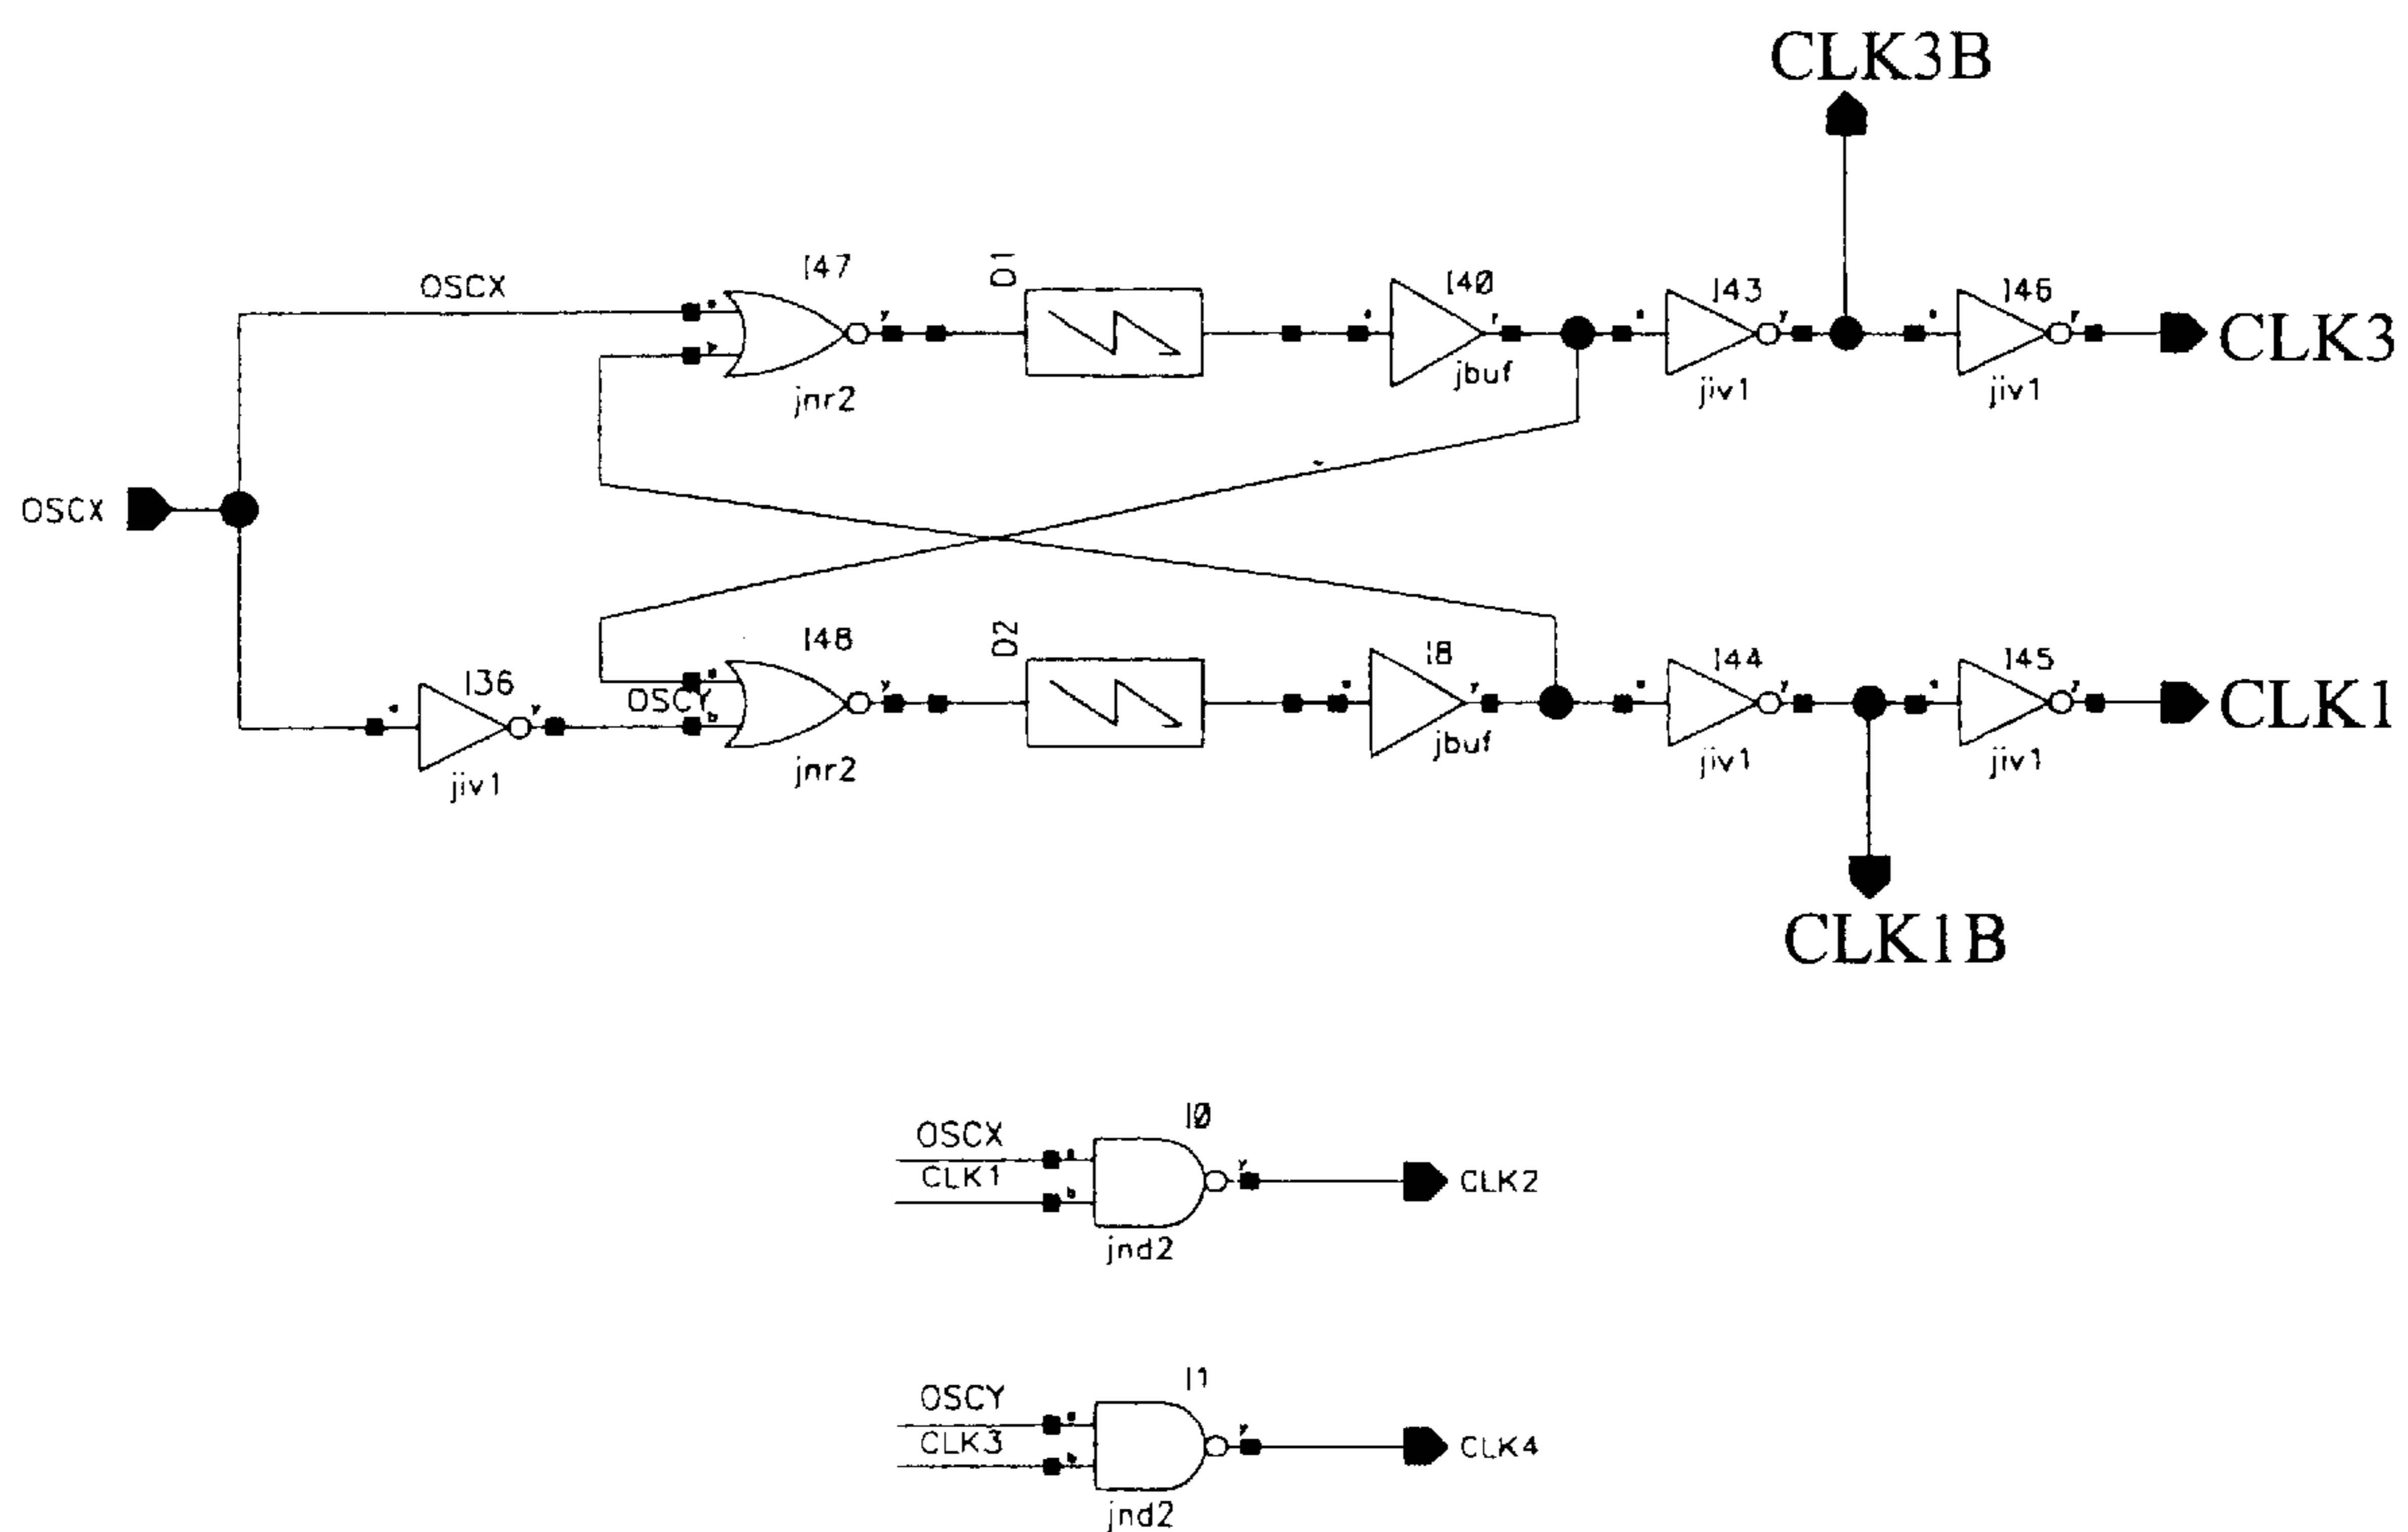 CLK3B
I47
D1
I40
I43
I46
OSCX
y
r
y
r
CLK3
jnr2
jbuf
jiv1
jiv1
OSCX
I48
D2
I8
I44
I45
I36
OSCY
y
y
r
y
r
CLK1
b
jiv1
jnr2
jbuf
jiv1
jiv1
CLK1B
I0
OSCX
CLK1
y
CLK2
b
jnd2
I1
OSCY
CLK3
y
CLK4
b
jnd2